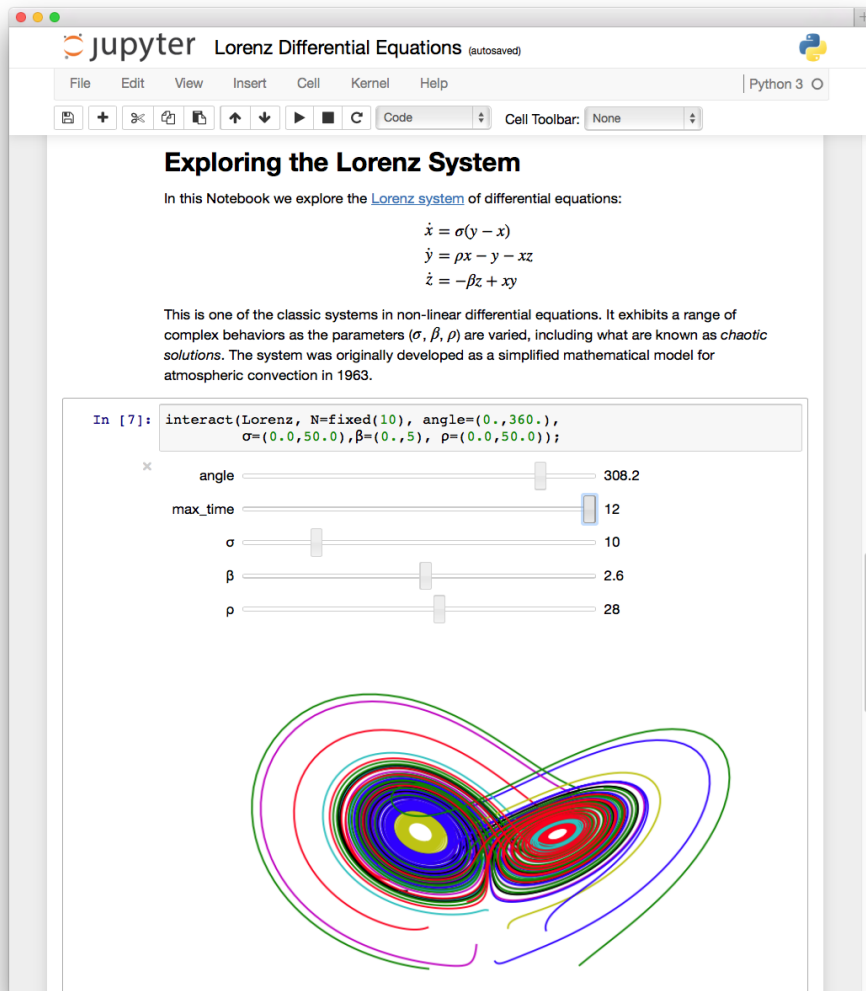 jupyter Lorenz Differential Equations (autosaved)
File Edit View Insert Cell Kernel Help Python 3
Code Cell Toolbar: None
Exploring the Lorenz System
In this Notebook we explore the Lorenz system of differential equations:
ẋ = σ(y − x)
ẏ = ρx − y − xz
ż = −βz + xy
This is one of the classic systems in non-linear differential equations. It exhibits a range of
complex behaviors as the parameters (σ, β, ρ) are varied, including what are known as chaotic
solutions. The system was originally developed as a simplified mathematical model for
atmospheric convection in 1963.
In [7]: interact(Lorenz, N=fixed(10), angle=(0.,360.),
σ=(0.0,50.0),β=(0.,5), ρ=(0.0,50.0));
angle 308.2
max_time 12
σ 10
β 2.6
ρ 28